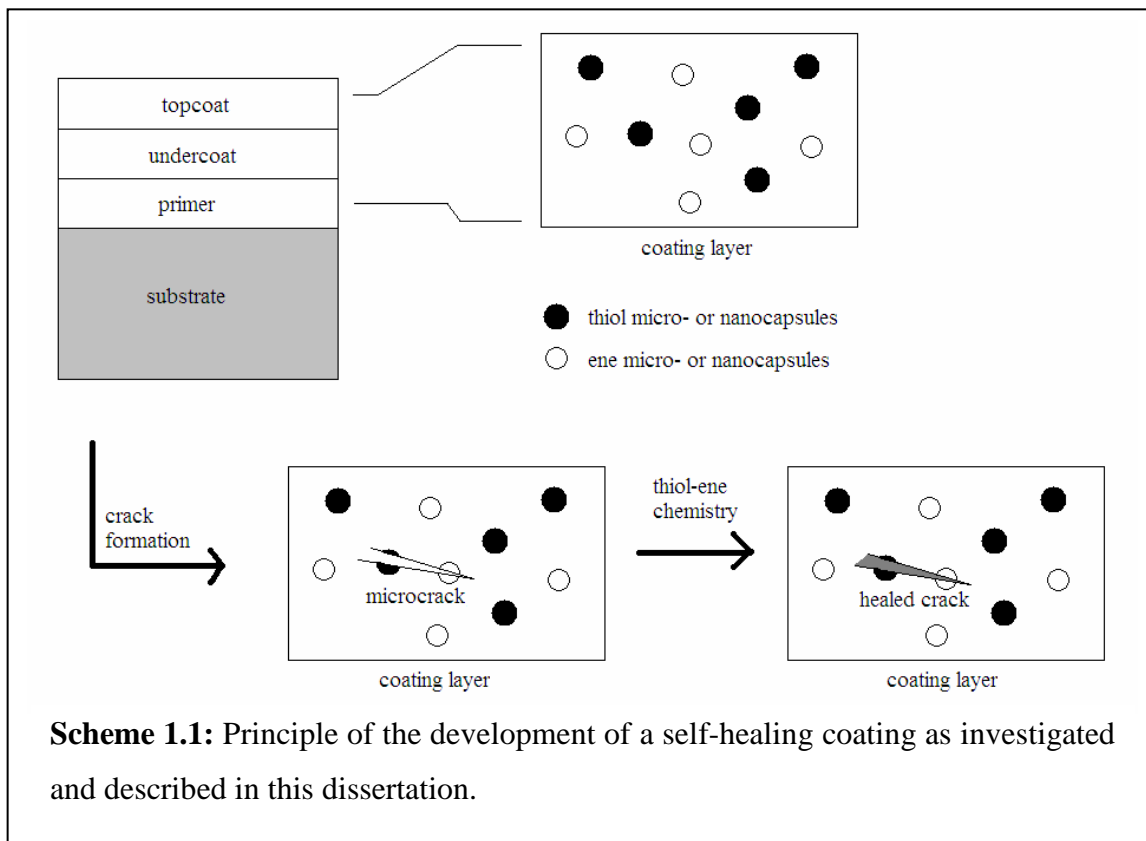 topcoat
undercoat
primer
substrate
coating layer
thiol micro- or nanocapsules
ene micro- or nanocapsules
crack
formation
microcrack
coating layer
thiol-ene
chemistry
healed crack
coating layer
Scheme 1.1: Principle of the development of a self-healing coating as investigated
and described in this dissertation.